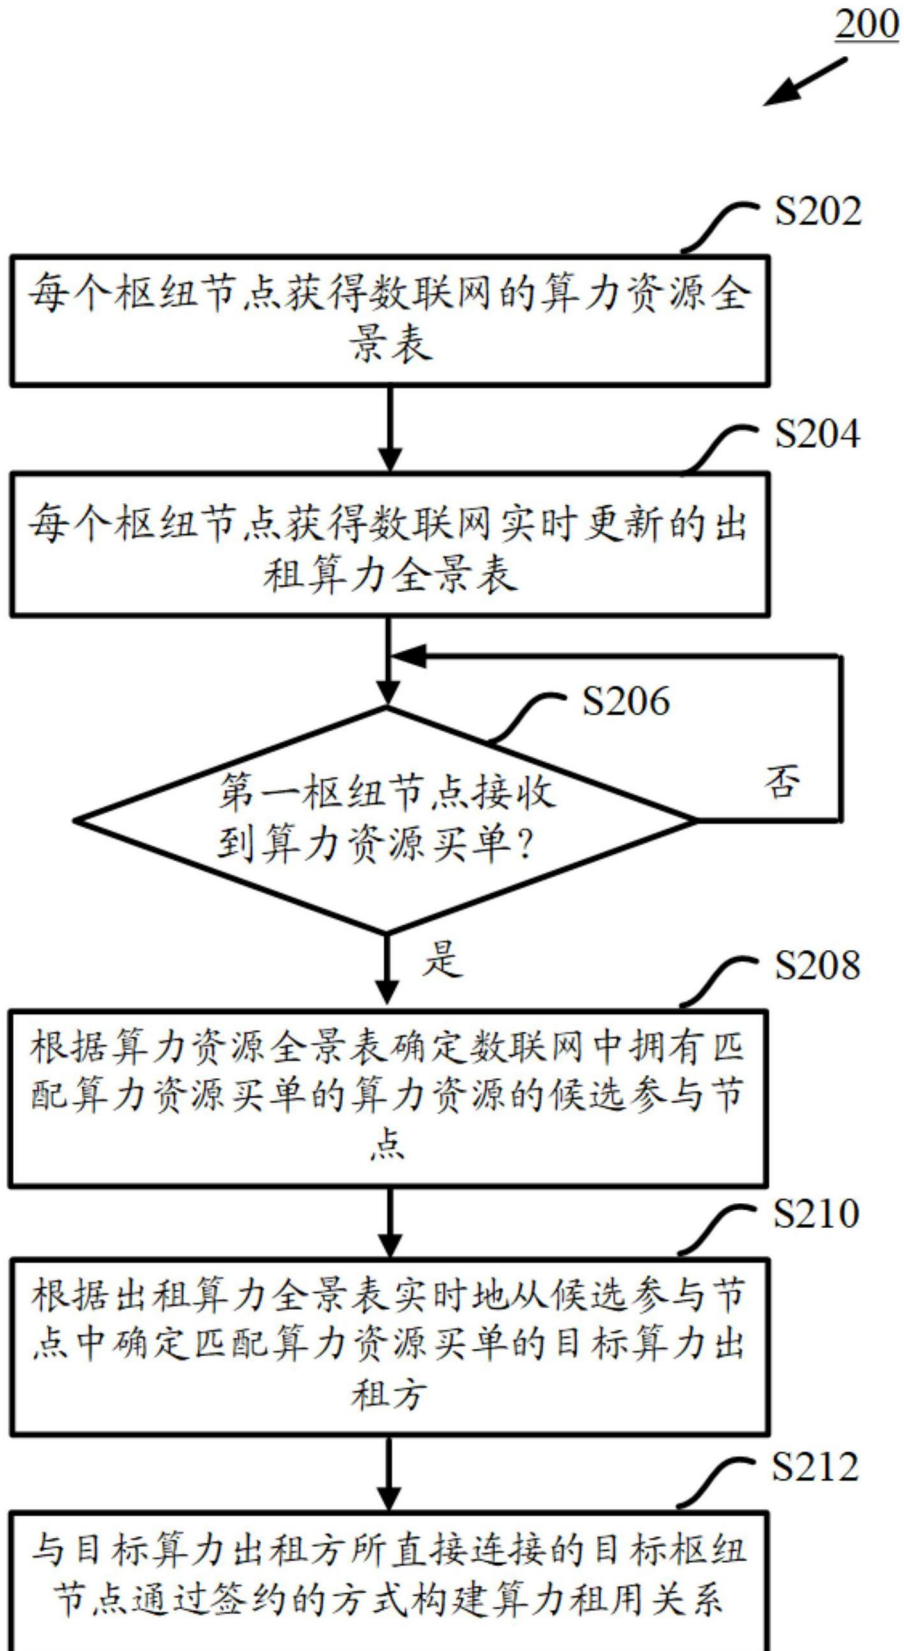 200
S202
每个枢纽节点获得数联网的算力资源全
景表
S204
每个枢纽节点获得数联网实时更新的出
租算力全景表
S206
第一枢纽节点接收
到算力资源买单?
否
是
S208
根据算力资源全景表确定数联网中拥有匹
配算力资源买单的算力资源的候选参与节
点
S210
根据出租算力全景表实时地从候选参与节
点中确定匹配算力资源买单的目标算力出
租方
S212
与目标算力出租方所直接连接的目标枢纽
节点通过签约的方式构建算力租用关系